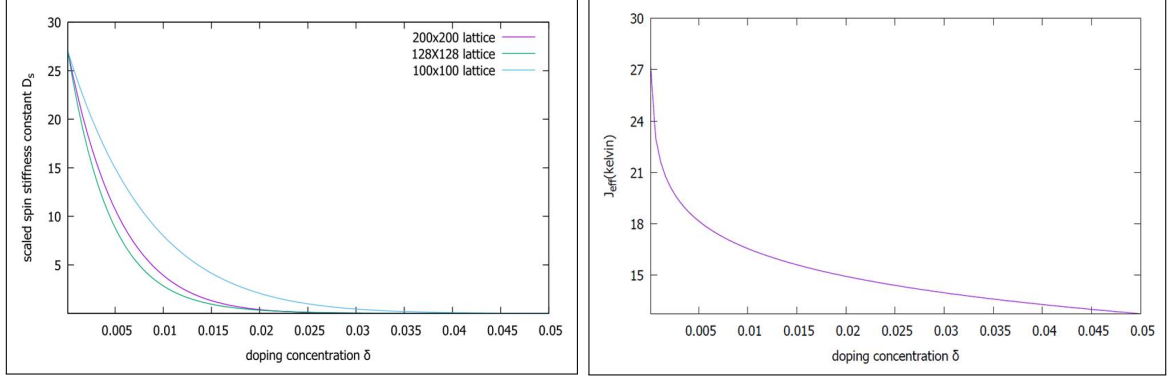 30
25
20
15
10
5
scaled spin stiffness constant Ds
200x200 lattice
128X128 lattice
100x100 lattice
0.005 0.01 0.015 0.02 0.025 0.03 0.035 0.04 0.045 0.05
doping concentration δ
30
27
24
21
18
15
Jeff(kelvin)
0.005 0.01 0.015 0.02 0.025 0.03 0.035 0.04 0.045 0.05
doping concentration δ